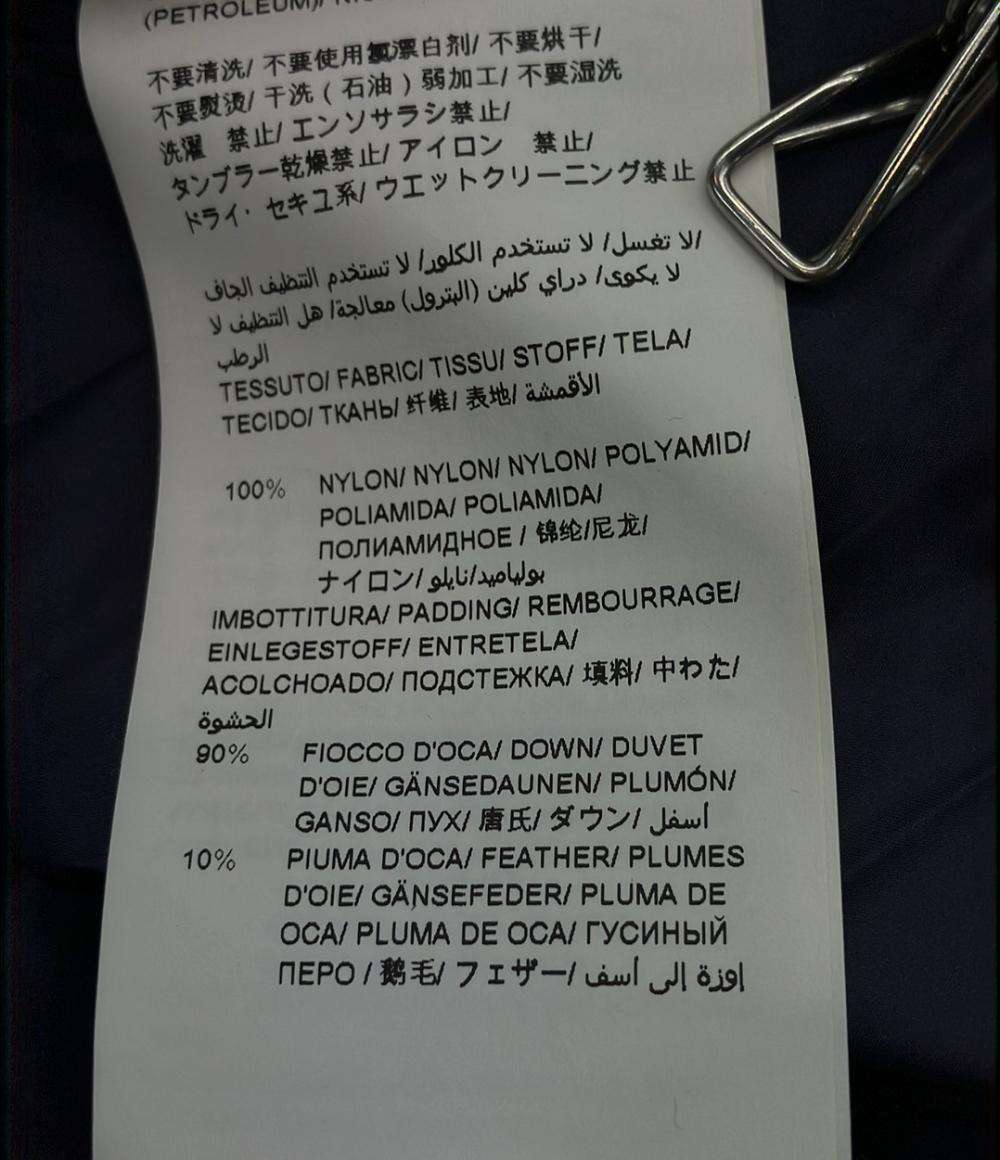 (PETROLEUM)/
不要清洗/ 不要使用氯漂白剂/ 不要烘干/
不要熨烫/ 干洗 ( 石油 ) 弱加工/ 不要湿洗
洗濯　禁止/ エンソサラシ禁止/
タンブラー乾燥禁止/ アイロン　禁止/
ドライ・セキユ系/ ウエットクリーニング禁止
لا تغسل/ لا تستخدم الكلور/ لا تستخدم التنظيف الجاف/
لا يكوى/ دراي كلين (البترول) معالجة/ هل التنظيف لا
الرطب
TESSUTO/ FABRIC/ TISSU/ STOFF/ TELA/
TECIDO/ ТКАНЬ/ 纤维/ 表地/ الأقمشة
100% NYLON/ NYLON/ NYLON/ POLYAMID/
POLIAMIDA/ POLIAMIDA/
ПОЛИАМИДНОЕ / 锦纶/尼龙/
ナイロン/ بولياميد/نايلو
IMBOTTITURA/ PADDING/ REMBOURRAGE/
EINLEGESTOFF/ ENTRETELA/
ACOLCHOADO/ ПОДСТЕЖКА/ 填料/ 中わた/
الحشوة
90% FIOCCO D'OCA/ DOWN/ DUVET
D'OIE/ GÄNSEDAUNEN/ PLUMÓN/
GANSO/ ПУХ/ 唐氏/ ダウン/ أسفل
10% PIUMA D'OCA/ FEATHER/ PLUMES
D'OIE/ GÄNSEFEDER/ PLUMA DE
OCA/ PLUMA DE OCA/ ГУСИНЫЙ
ПЕРО / 鹅毛/ フェザー/ إوزة إلى أسف